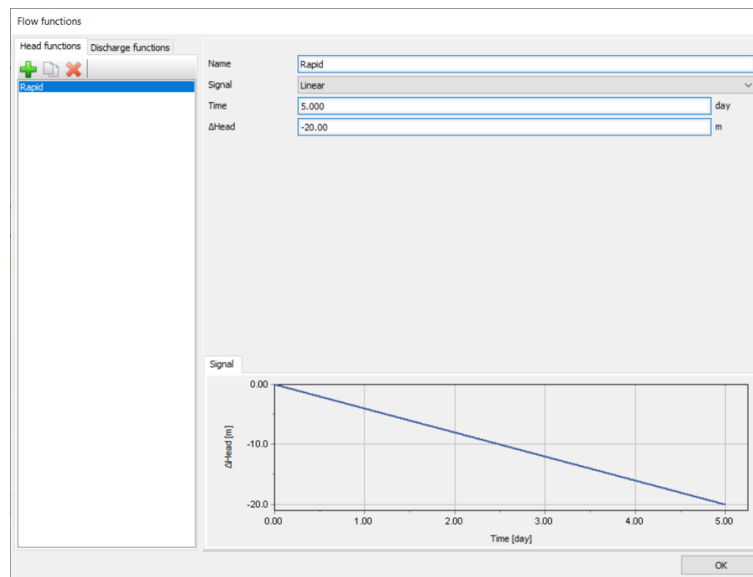 Flow functions
Head functions Discharge functions
Rapid
Name Rapid
Signal Linear
Time 5.000 day
ΔHead -20.00 m
Signal
0.00
-10.0
-20.0
ΔHead [m]
0.00 1.00 2.00 3.00 4.00 5.00
Time [day]
OK